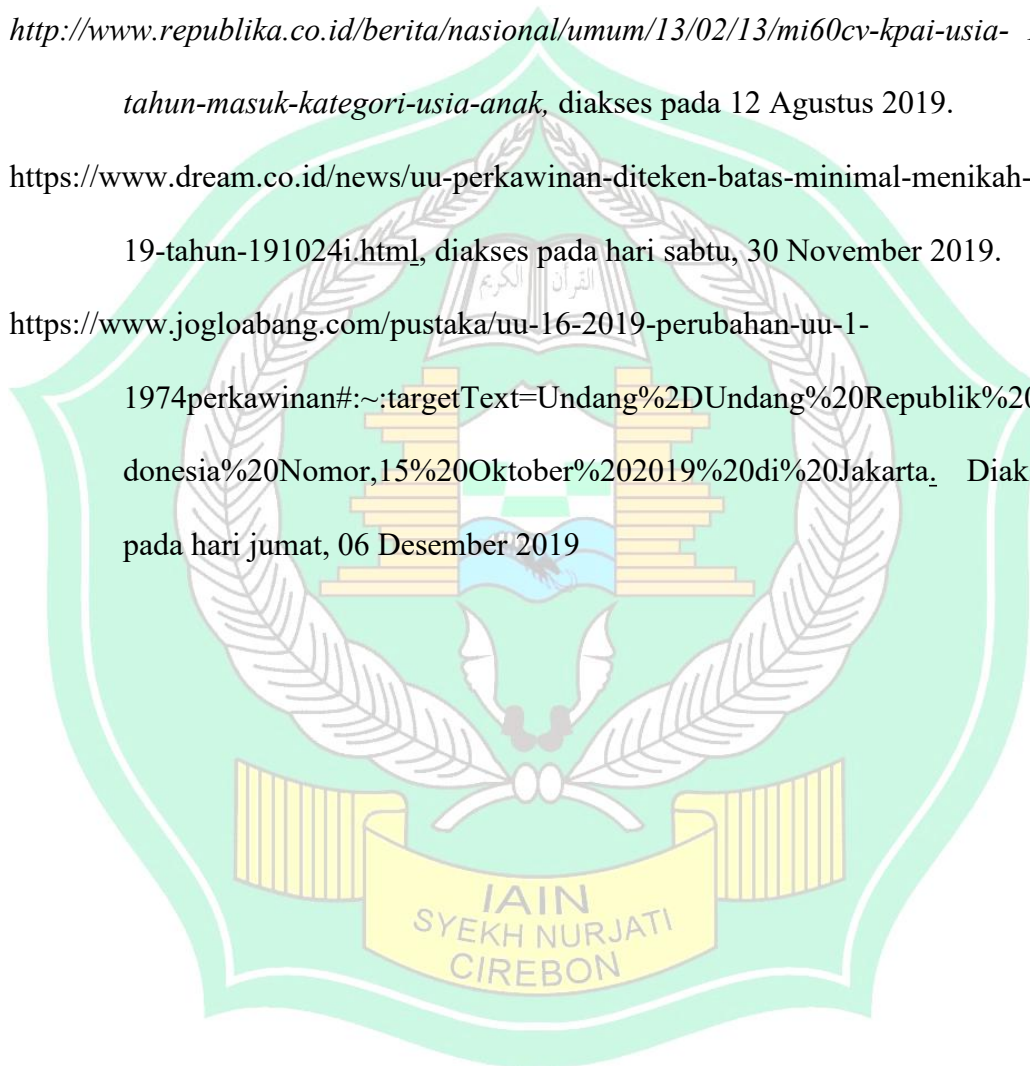 http://www.republika.co.id/berita/nasional/umum/13/02/13/mi60cv-kpai-usia-
tahun-masuk-kategori-usia-anak, diakses pada 12 Agustus 2019.
https://www.dream.co.id/news/uu-perkawinan-diteken-batas-minimal-menikah-
19-tahun-191024i.html, diakses pada hari sabtu, 30 November 2019.
القرآن الكريم
https://www.jogloabang.com/pustaka/uu-16-2019-perubahan-uu-1-
1974perkawinan#:~:targetText=Undang%2DUndang%20Republik%20
donesia%20Nomor,15%20Oktober%202019%20di%20Jakarta. Diak
pada hari jumat, 06 Desember 2019
IAIN
SYEKH NURJATI
CIREBON